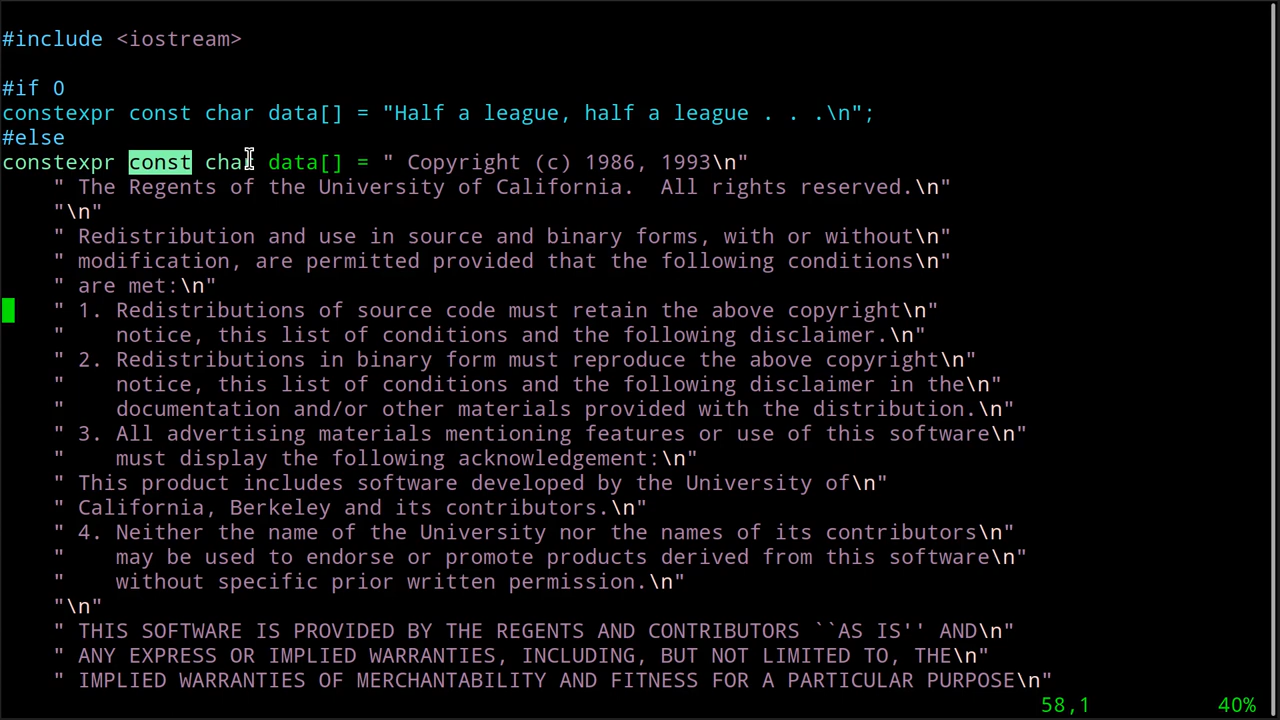 #include <iostream>
#if 0
constexpr const char data[] = "Half a league, half a league . . .\n";
#else
constexpr const char data[] = " Copyright (c) 1986, 1993\n"
" The Regents of the University of California.  All rights reserved.\n"
"\n"
" Redistribution and use in source and binary forms, with or without\n"
" modification, are permitted provided that the following conditions\n"
" are met:\n"
" 1. Redistributions of source code must retain the above copyright\n"
"    notice, this list of conditions and the following disclaimer.\n"
" 2. Redistributions in binary form must reproduce the above copyright\n"
"    notice, this list of conditions and the following disclaimer in the\n"
"    documentation and/or other materials provided with the distribution.\n"
" 3. All advertising materials mentioning features or use of this software\n"
"    must display the following acknowledgement:\n"
" This product includes software developed by the University of\n"
" California, Berkeley and its contributors.\n"
" 4. Neither the name of the University nor the names of its contributors\n"
"    may be used to endorse or promote products derived from this software\n"
"    without specific prior written permission.\n"
"\n"
" THIS SOFTWARE IS PROVIDED BY THE REGENTS AND CONTRIBUTORS ``AS IS'' AND\n"
" ANY EXPRESS OR IMPLIED WARRANTIES, INCLUDING, BUT NOT LIMITED TO, THE\n"
" IMPLIED WARRANTIES OF MERCHANTABILITY AND FITNESS FOR A PARTICULAR PURPOSE\n"
58,1 40%